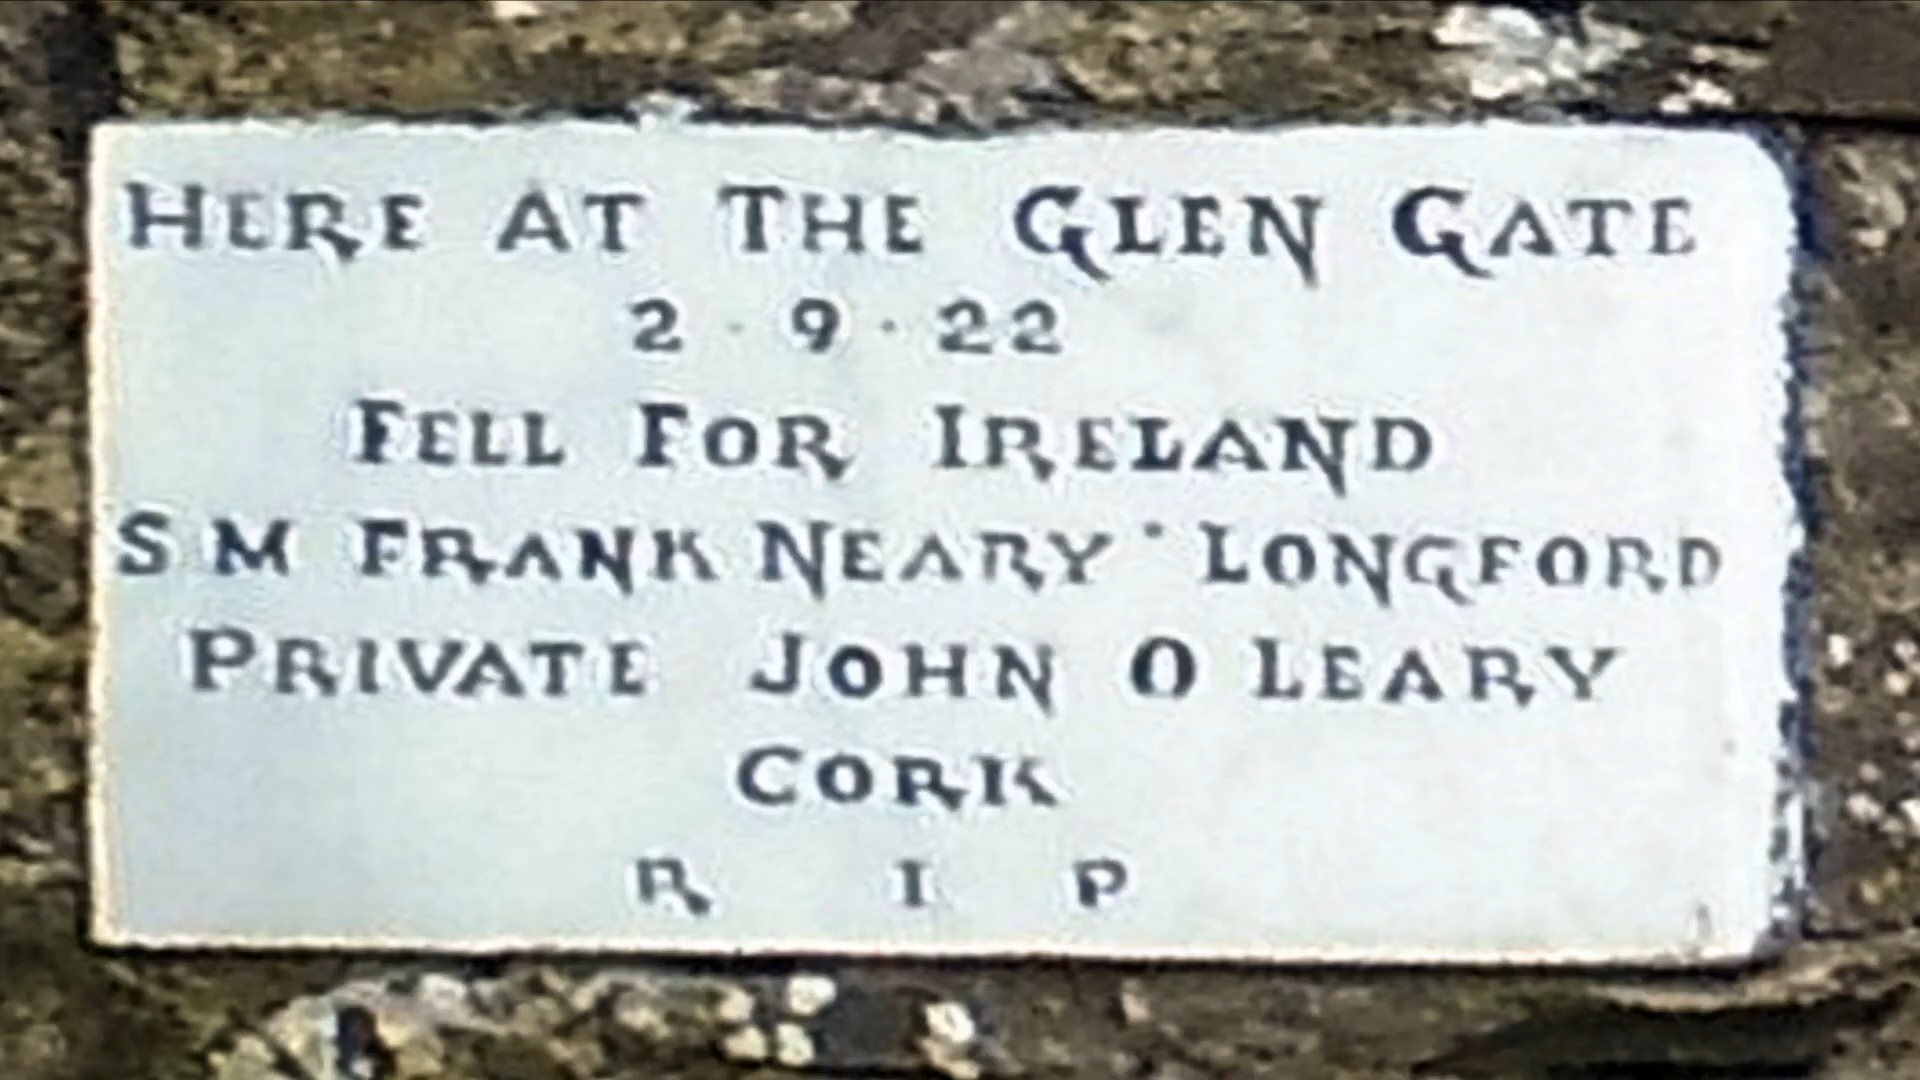 HERE AT THE GLEN GATE
2 · 9 · 22
FELL FOR IRELAND
S M FRANK NEARY · LONGFORD
PRIVATE JOHN O LEARY
CORK
R I P